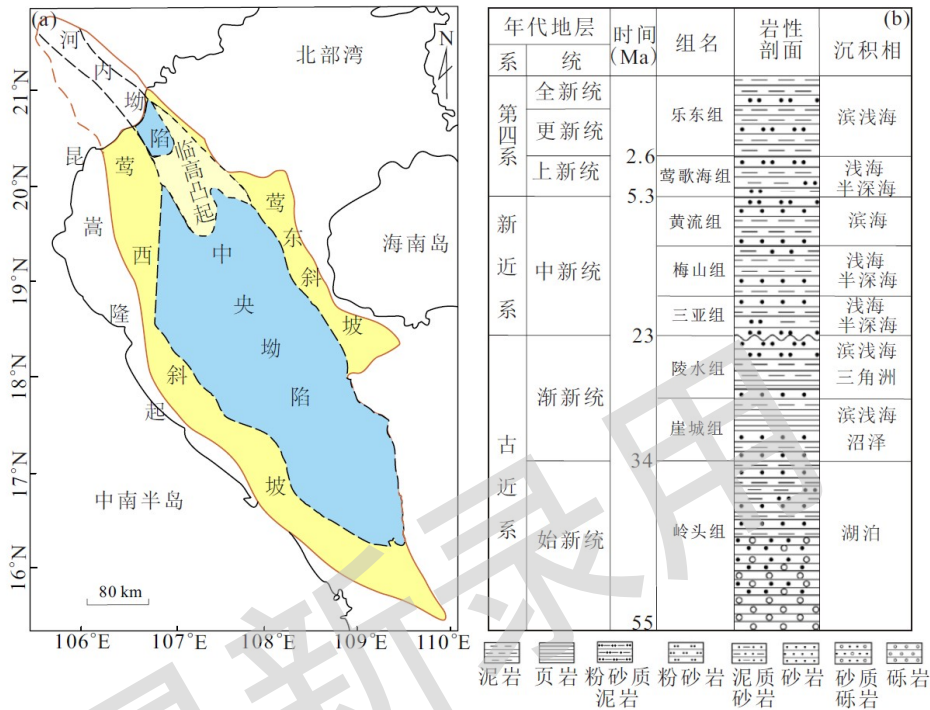 (a)
河内坳陷
北部湾
N
21°N
20°N
19°N
18°N
17°N
16°N
昆嵩隆起
莺西斜坡
临高凸起
莺东斜坡
中央坳陷
海南岛
中南半岛
80 km
106°E
107°E
108°E
109°E
110°E
(b)
年代地层
时间
(Ma)
组名
岩性
剖面
沉积相
系
统
第四系
全新统
更新统
上新统
2.6
5.3
乐东组
滨浅海
莺歌海组
浅海
半深海
新近系
中新统
23
黄流组
滨海
梅山组
浅海
半深海
三亚组
浅海
半深海
古近系
渐新统
34
陵水组
滨浅海
三角洲
崖城组
滨浅海
沼泽
始新统
55
岭头组
湖泊
泥岩
页岩
粉砂质
泥岩
粉砂岩
泥质
砂岩
砂岩
砂质
砾岩
砾岩
最新录用